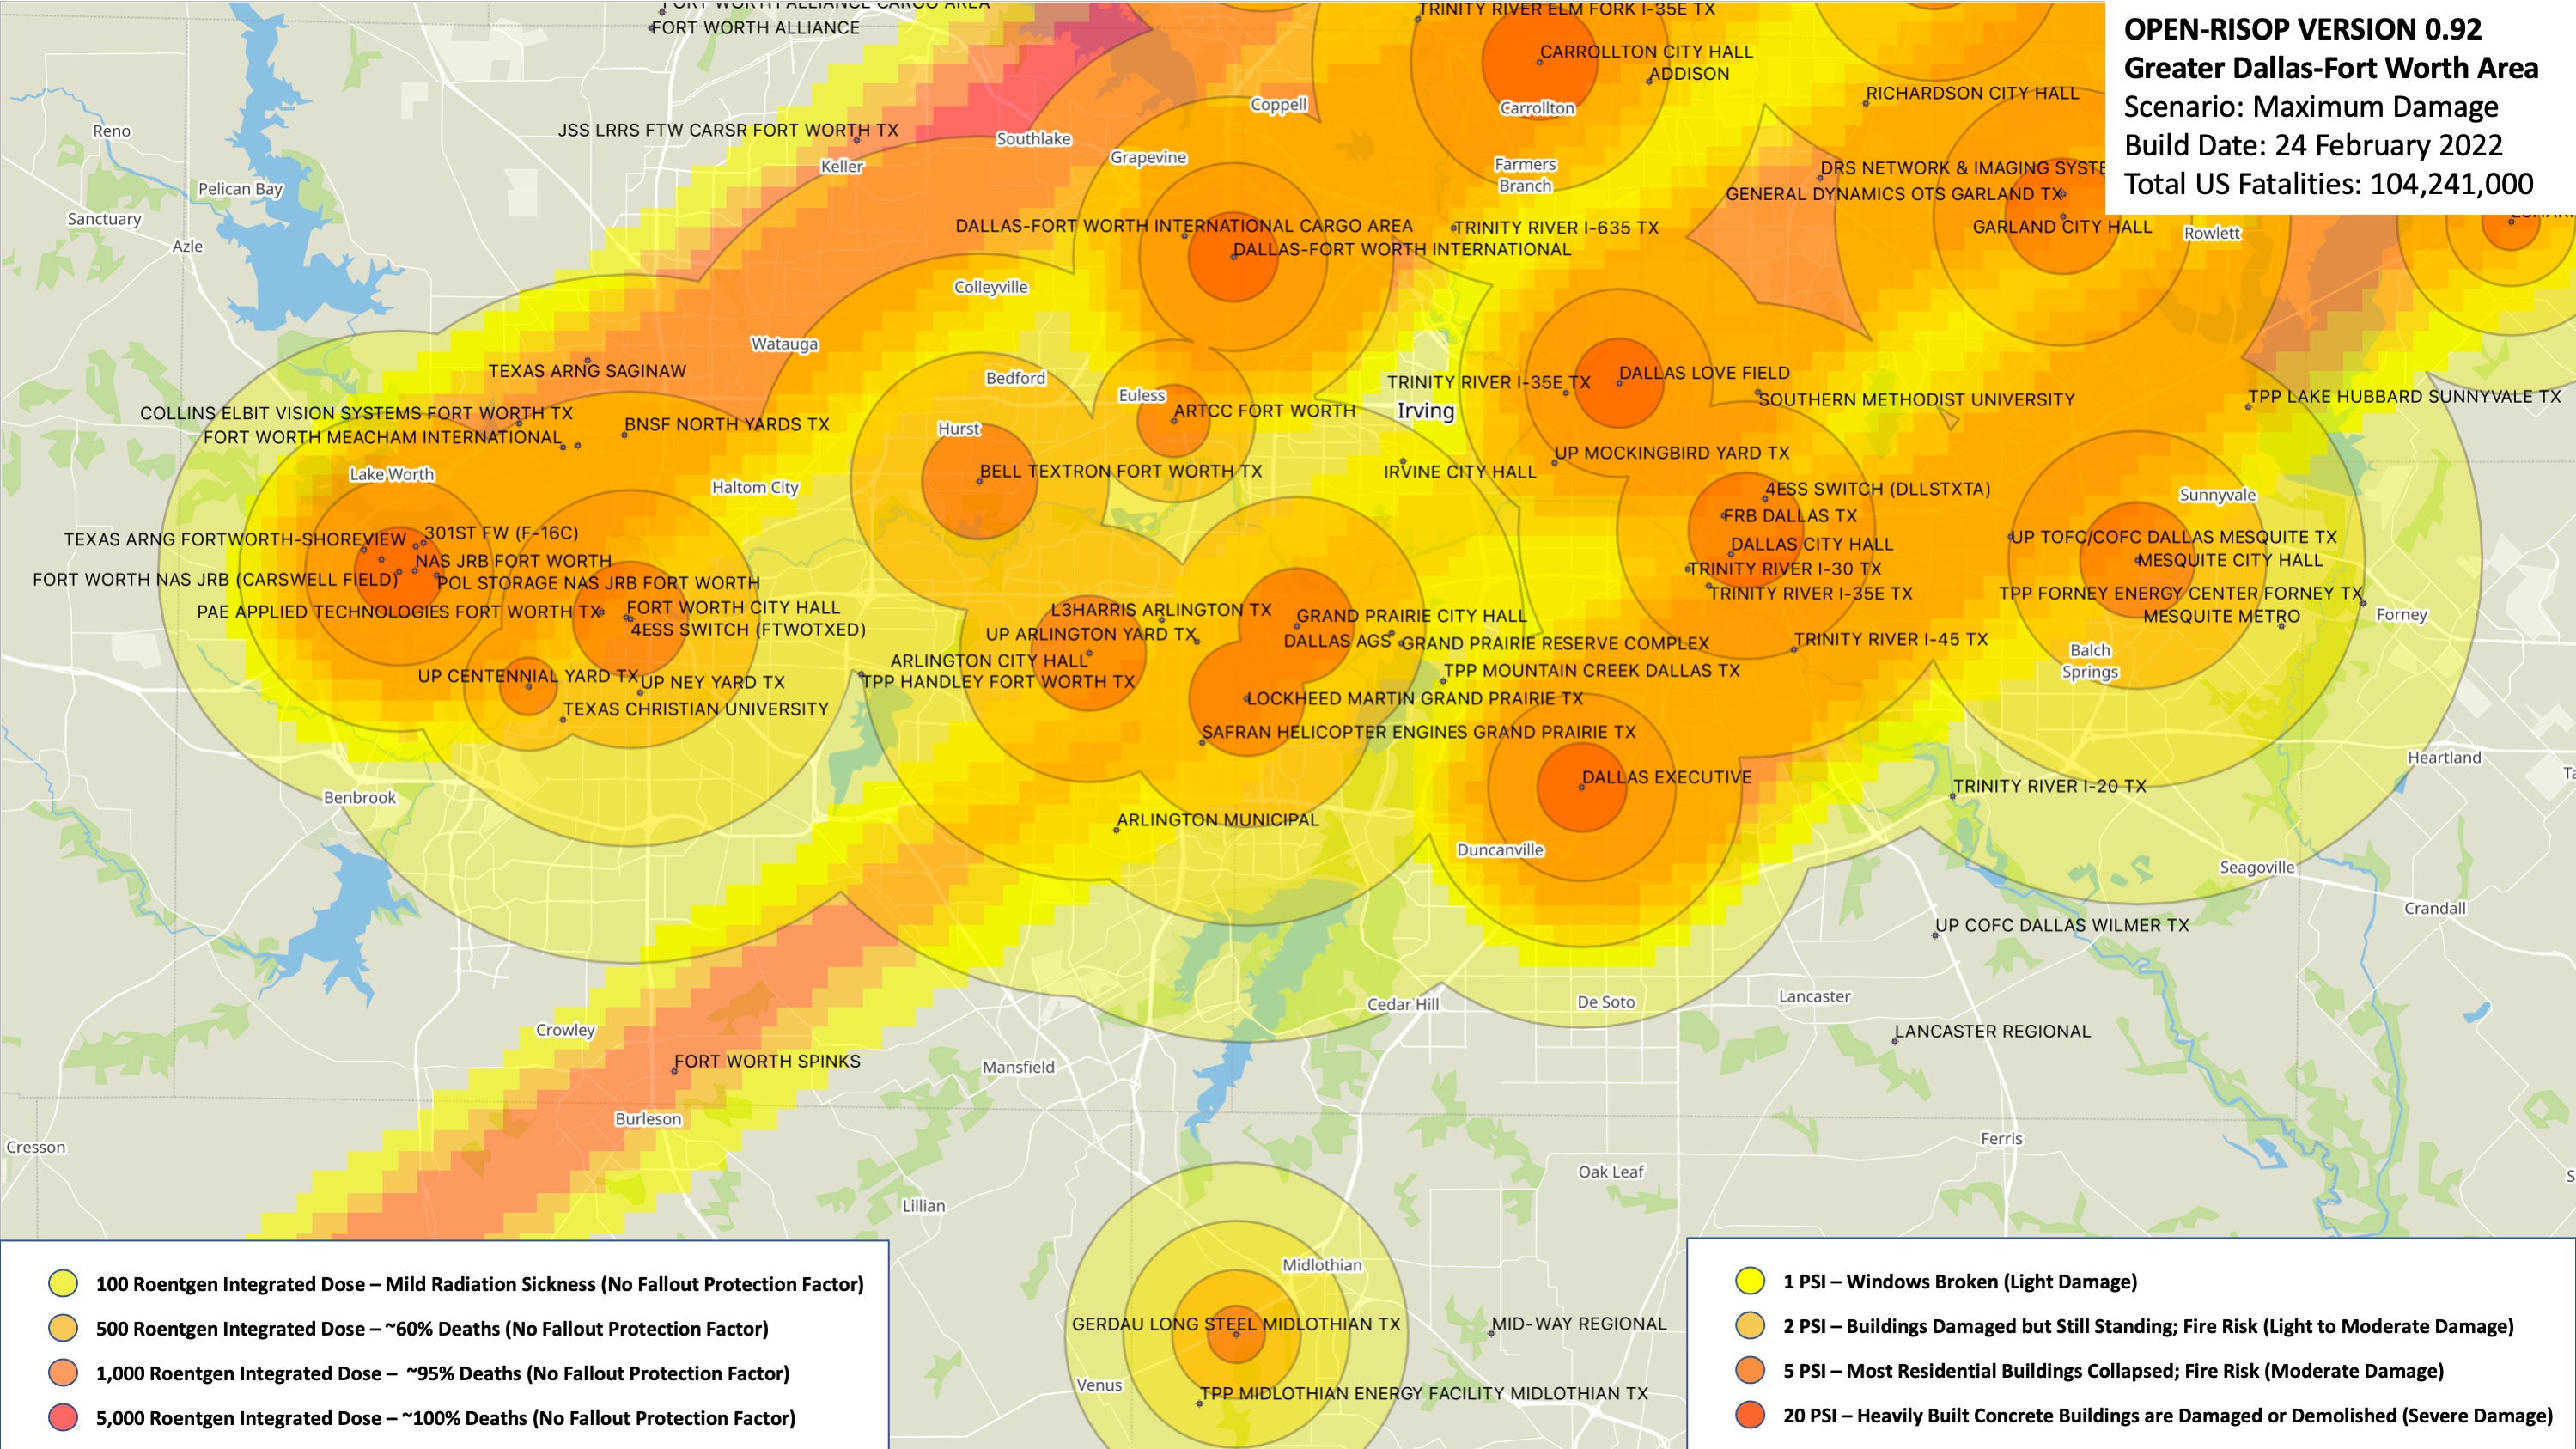 FORT WORTH ALLIANCE CARGO AREA
FORT WORTH ALLIANCE
TRINITY RIVER ELM FORK I-35E TX
CARROLLTON CITY HALL
ADDISON
OPEN-RISOP VERSION 0.92
Greater Dallas-Fort Worth Area
Scenario: Maximum Damage
Build Date: 24 February 2022
Total US Fatalities: 104,241,000
RICHARDSON CITY HALL
Coppell
Carrollton
Reno
JSS LRRS FTW CARSR FORT WORTH TX
Southlake
Keller
Grapevine
Farmers
Branch
DRS NETWORK & IMAGING SYSTE
GENERAL DYNAMICS OTS GARLAND TX
Pelican Bay
Sanctuary
Azle
DALLAS-FORT WORTH INTERNATIONAL CARGO AREA
TRINITY RIVER I-635 TX
DALLAS-FORT WORTH INTERNATIONAL
GARLAND CITY HALL
Rowlett
Colleyville
Watauga
TEXAS ARNG SAGINAW
Bedford
TRINITY RIVER I-35E TX
DALLAS LOVE FIELD
Euless
SOUTHERN METHODIST UNIVERSITY
TPP LAKE HUBBARD SUNNYVALE TX
COLLINS ELBIT VISION SYSTEMS FORT WORTH TX
ARTCC FORT WORTH
Irving
BNSF NORTH YARDS TX
FORT WORTH MEACHAM INTERNATIONAL
Hurst
UP MOCKINGBIRD YARD TX
Lake Worth
BELL TEXTRON FORT WORTH TX
IRVINE CITY HALL
Haltom City
4ESS SWITCH (DLLSTXTA)
Sunnyvale
FRB DALLAS TX
301ST FW (F-16C)
TEXAS ARNG FORTWORTH-SHOREVIEW
UP TOFC/COFC DALLAS MESQUITE TX
DALLAS CITY HALL
NAS JRB FORT WORTH
MESQUITE CITY HALL
TRINITY RIVER I-30 TX
FORT WORTH NAS JRB (CARSWELL FIELD)
POL STORAGE NAS JRB FORT WORTH
TRINITY RIVER I-35E TX
TPP FORNEY ENERGY CENTER FORNEY TX
PAE APPLIED TECHNOLOGIES FORT WORTH TX
FORT WORTH CITY HALL
L3HARRIS ARLINGTON TX
GRAND PRAIRIE CITY HALL
MESQUITE METRO
Forney
4ESS SWITCH (FTWOTXED)
UP ARLINGTON YARD TX
DALLAS AGS
GRAND PRAIRIE RESERVE COMPLEX
TRINITY RIVER I-45 TX
Balch
Springs
ARLINGTON CITY HALL
TPP MOUNTAIN CREEK DALLAS TX
UP CENTENNIAL YARD TX
UP NEY YARD TX
TPP HANDLEY FORT WORTH TX
LOCKHEED MARTIN GRAND PRAIRIE TX
TEXAS CHRISTIAN UNIVERSITY
SAFRAN HELICOPTER ENGINES GRAND PRAIRIE TX
Heartland
DALLAS EXECUTIVE
TRINITY RIVER I-20 TX
Benbrook
ARLINGTON MUNICIPAL
Duncanville
Seagoville
Crandall
UP COFC DALLAS WILMER TX
Cedar Hill
De Soto
Lancaster
Crowley
LANCASTER REGIONAL
FORT WORTH SPINKS
Mansfield
Burleson
Cresson
Ferris
Oak Leaf
Lillian
Midlothian
GERDAU LONG STEEL MIDLOTHIAN TX
MID-WAY REGIONAL
Venus
TPP MIDLOTHIAN ENERGY FACILITY MIDLOTHIAN TX
100 Roentgen Integrated Dose – Mild Radiation Sickness (No Fallout Protection Factor)
500 Roentgen Integrated Dose – ~60% Deaths (No Fallout Protection Factor)
1,000 Roentgen Integrated Dose – ~95% Deaths (No Fallout Protection Factor)
5,000 Roentgen Integrated Dose – ~100% Deaths (No Fallout Protection Factor)
1 PSI – Windows Broken (Light Damage)
2 PSI – Buildings Damaged but Still Standing; Fire Risk (Light to Moderate Damage)
5 PSI – Most Residential Buildings Collapsed; Fire Risk (Moderate Damage)
20 PSI – Heavily Built Concrete Buildings are Damaged or Demolished (Severe Damage)